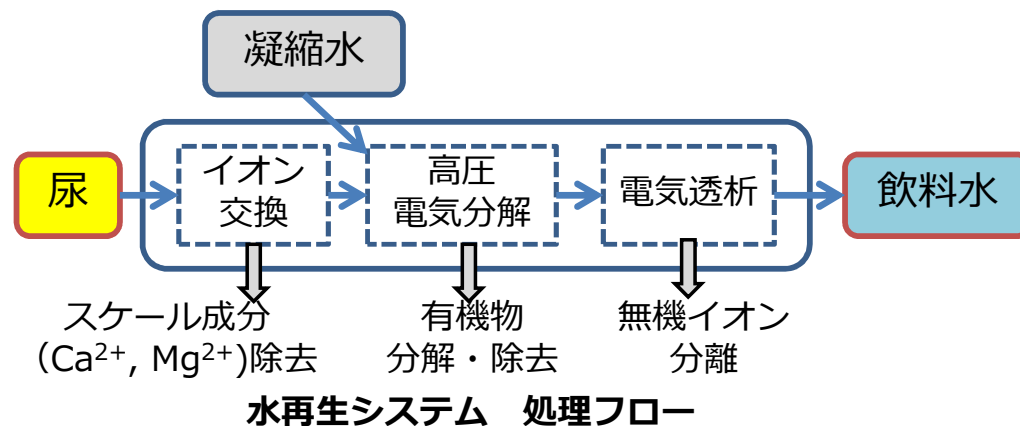 凝縮水
尿
イオン
交換
高圧
電気分解
電気透析
飲料水
スケール成分
(Ca²⁺, Mg²⁺)除去
有機物
分解・除去
無機イオン
分離
水再生システム　処理フロー